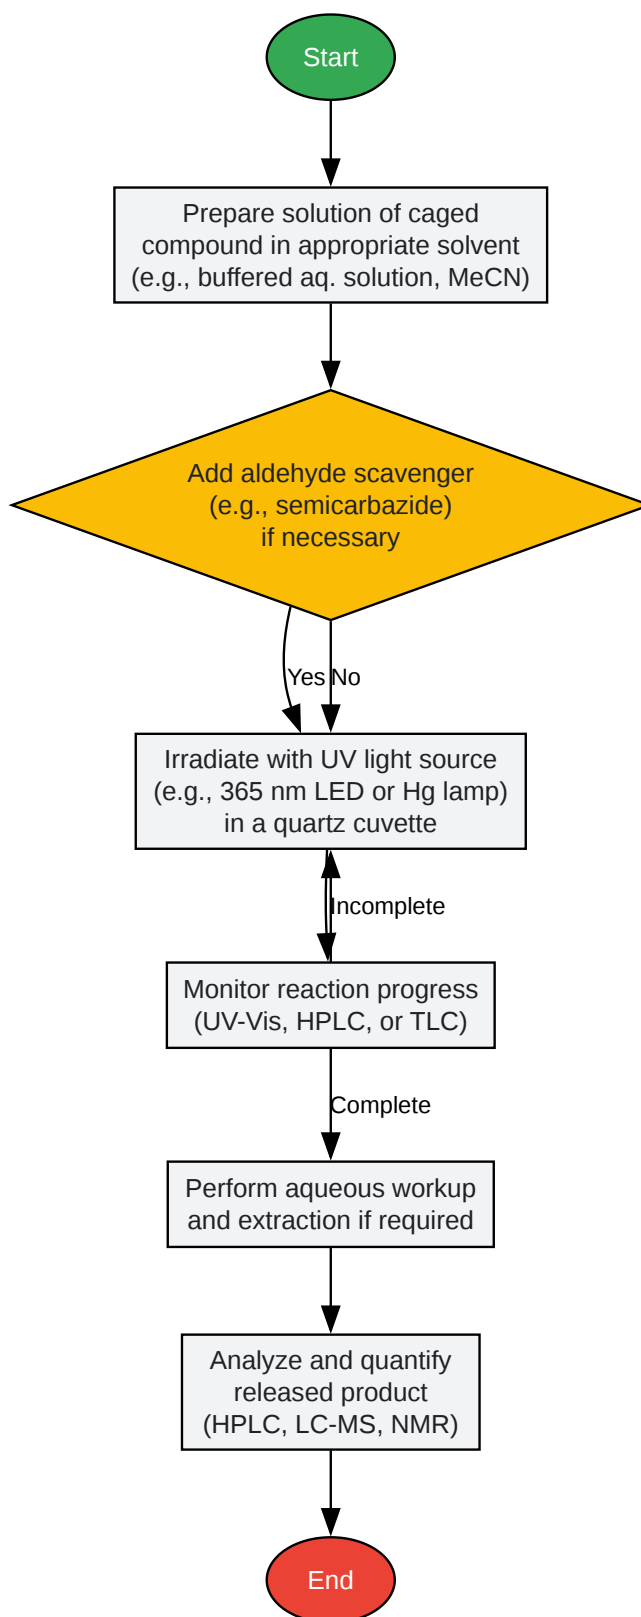 Start
Prepare solution of caged
compound in appropriate solvent
(e.g., buffered aq. solution, MeCN)
Add aldehyde scavenger
(e.g., semicarbazide)
if necessary
Yes
No
Irradiate with UV light source
(e.g., 365 nm LED or Hg lamp)
in a quartz cuvette
Incomplete
Monitor reaction progress
(UV-Vis, HPLC, or TLC)
Complete
Perform aqueous workup
and extraction if required
Analyze and quantify
released product
(HPLC, LC-MS, NMR)
End